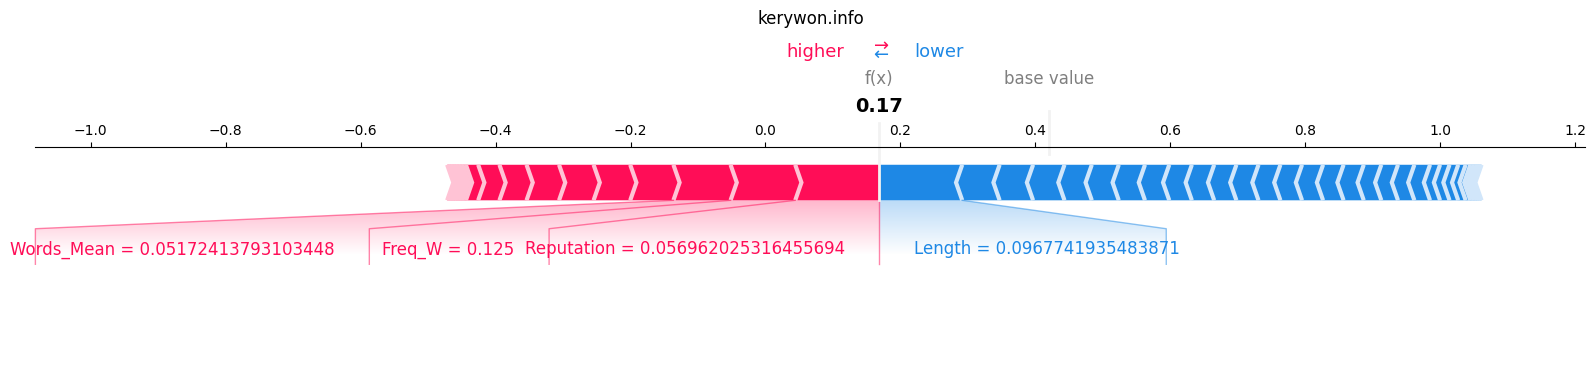 kerywon.info
higher ⇄ lower
f(x) base value
0.17
−1.0 −0.8 −0.6 −0.4 −0.2 0.0 0.2 0.4 0.6 0.8 1.0 1.2
Words_Mean = 0.05172413793103448 Freq_W = 0.125 Reputation = 0.056962025316455694 Length = 0.0967741935483871